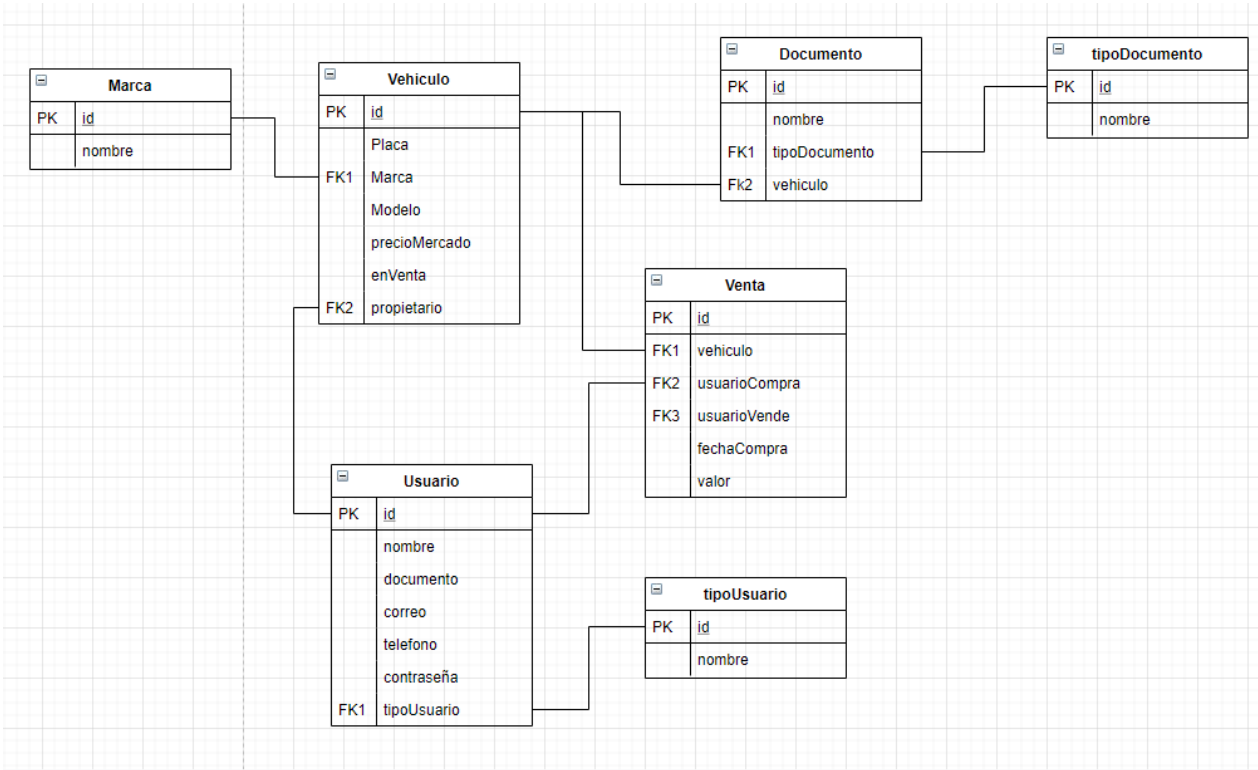 Marca
PK id
nombre
Vehiculo
PK id
Placa
FK1 Marca
Modelo
precioMercado
enVenta
FK2 propietario
Documento
PK id
nombre
FK1 tipoDocumento
Fk2 vehiculo
tipoDocumento
PK id
nombre
Venta
PK id
FK1 vehiculo
FK2 usuarioCompra
FK3 usuarioVende
fechaCompra
valor
Usuario
PK id
nombre
documento
correo
telefono
contraseña
FK1 tipoUsuario
tipoUsuario
PK id
nombre